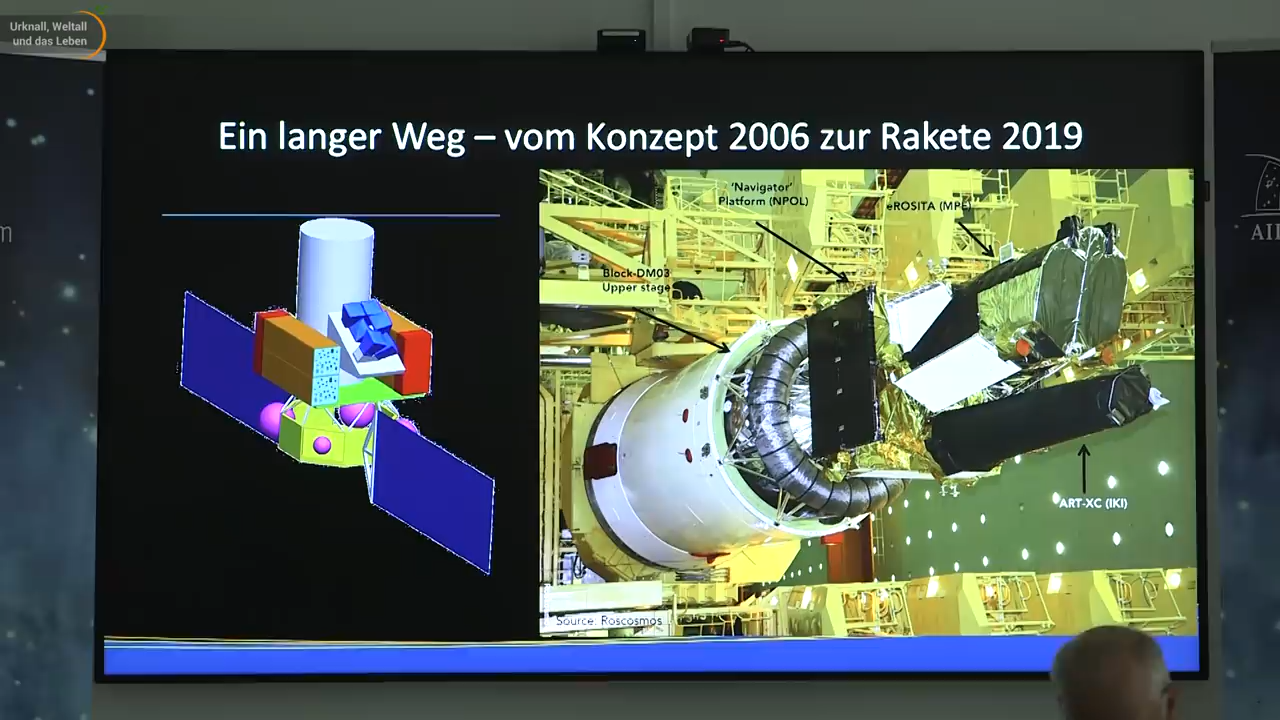 Urknall, Weltall
und das Leben
Ein langer Weg – vom Konzept 2006 zur Rakete 2019
'Navigator'
Platform (NPOL)
eROSITA (MPE)
Block-DM03
Upper stage
ART-XC (IKI)
Source: Roscosmos
m